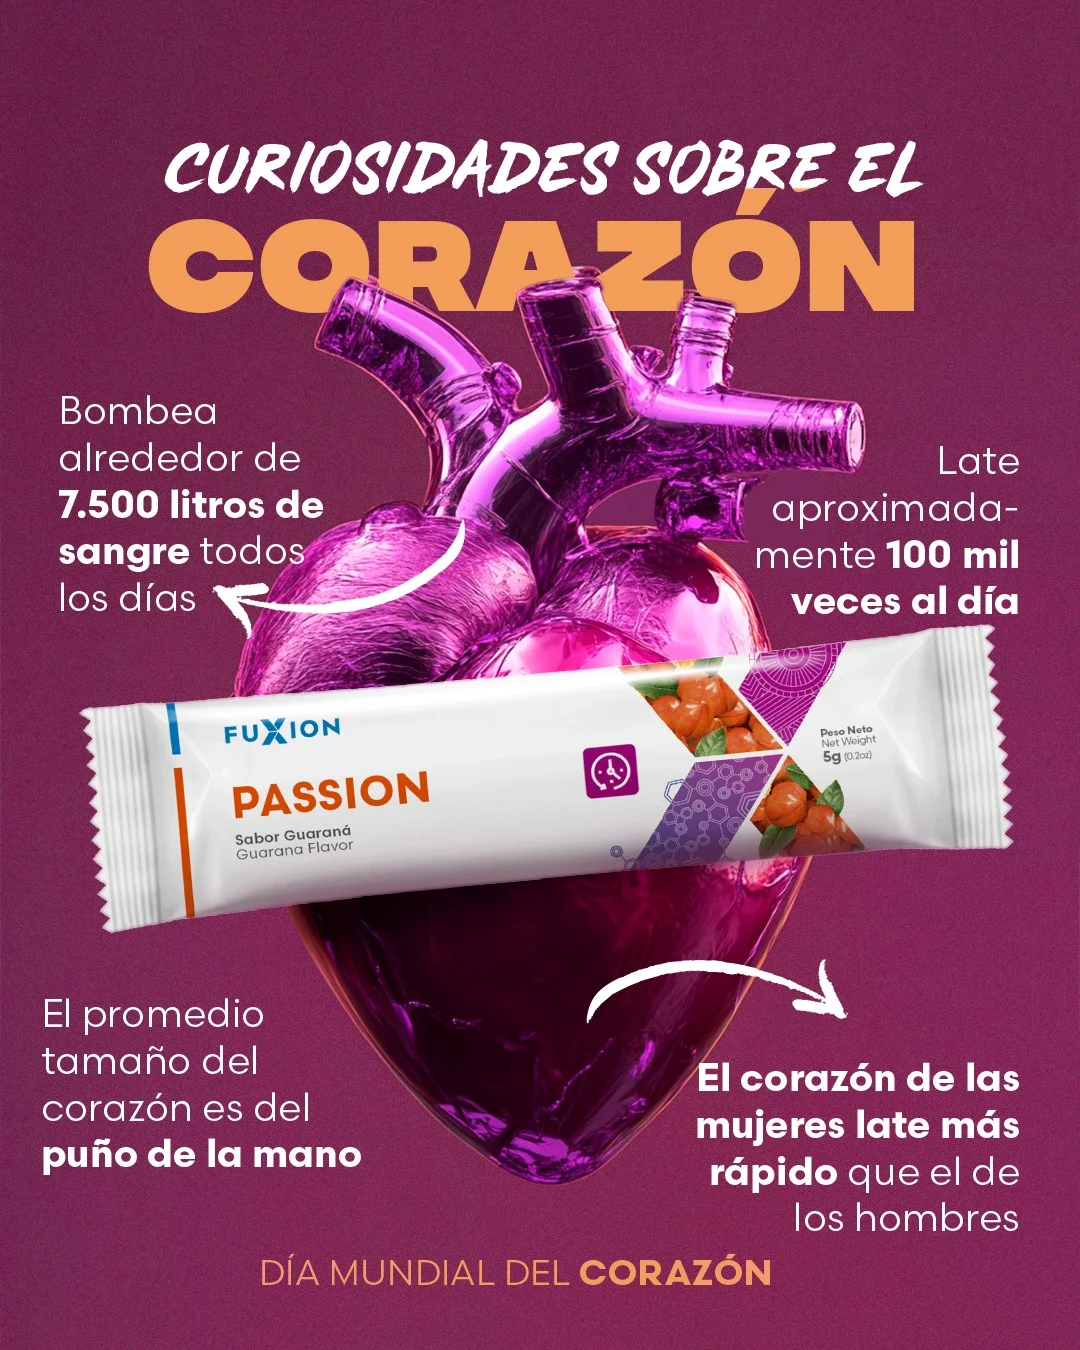 CURIOSIDADES SOBRE EL
CORAZÓN
Bombea
alrededor de
7.500 litros de
sangre todos
los días
Late
aproximada-
mente 100 mil
veces al día
FUXION
PASSION
Sabor Guaraná
Guarana Flavor
Peso Neto
Net Weight
5g (0.2oz)
El promedio
tamaño del
corazón es del
puño de la mano
El corazón de las
mujeres late más
rápido que el de
los hombres
DÍA MUNDIAL DEL CORAZÓN